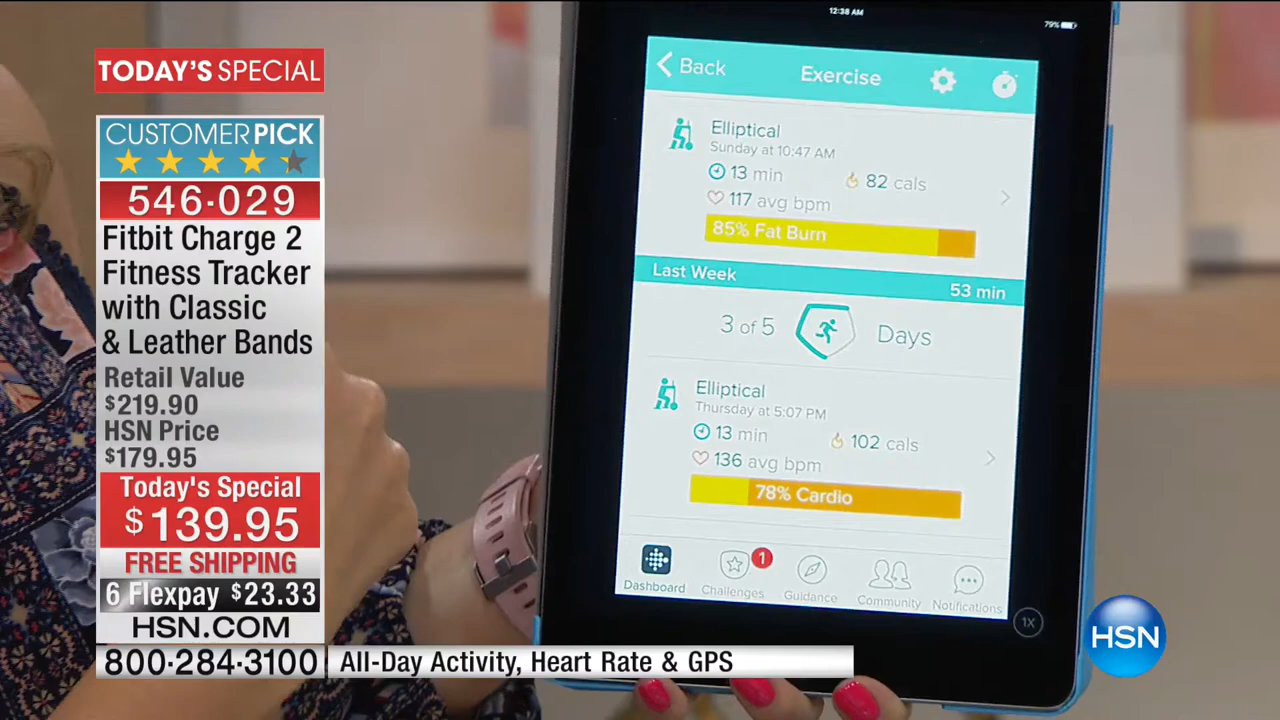 TODAY'S SPECIAL
CUSTOMER PICK
546-029
Fitbit Charge 2
Fitness Tracker
with Classic
& Leather Bands
Retail Value
$219.90
HSN Price
$179.95
Today's Special
$139.95
FREE SHIPPING
6 Flexpay $23.33
HSN.COM
800-284-3100
All-Day Activity, Heart Rate & GPS
12:38 AM
79%
Back
Exercise
Elliptical
Sunday at 10:47 AM
13 min
82 cals
117 avg bpm
85% Fat Burn
Last Week
53 min
3 of 5
Days
Elliptical
Thursday at 5:07 PM
13 min
102 cals
136 avg bpm
78% Cardio
1
Dashboard
Challenges
Guidance
Community
Notifications
1X
HSN